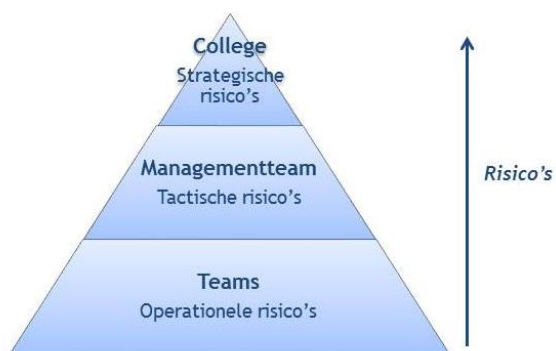 College
Strategische
risico's
Managementteam
Tactische risico's
Risico's
Teams
Operationele risico's